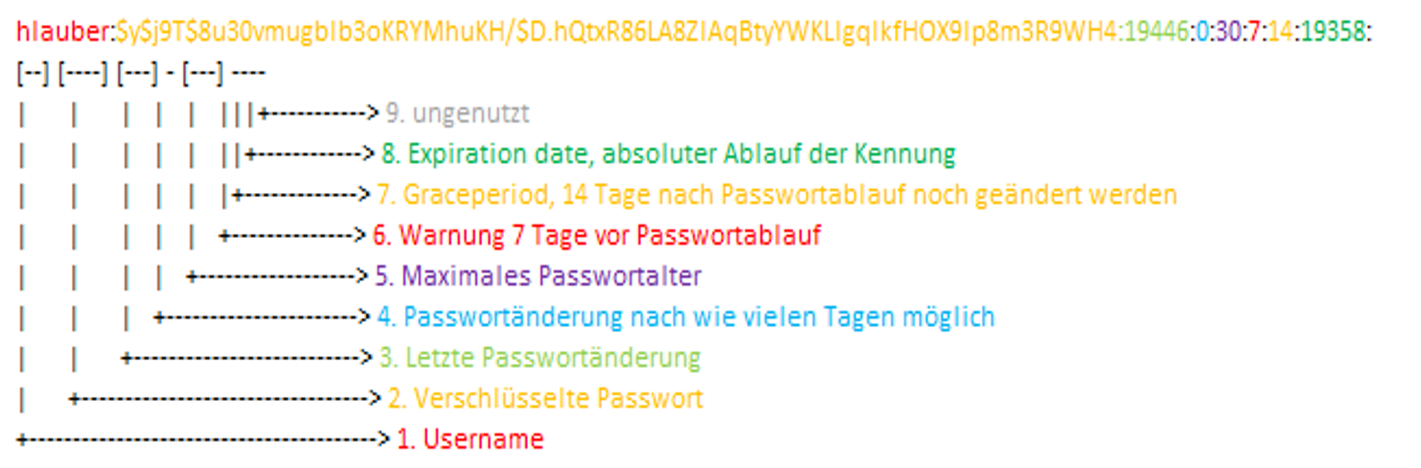 hlauber:$y$j9T$8u30vmugbIb3oKRYMhuKH/$D.hQtxR86LA8ZIAqBtyYWKLIgqIkfHOX9Ip8m3R9WH4:19446:0:30:7:14:19358:
[--] [----] [---] - [---] ----
| | | | | |||+-----------> 9. ungenutzt
| | | | | ||+------------> 8. Expiration date, absoluter Ablauf der Kennung
| | | | | |+-------------> 7. Graceperiod, 14 Tage nach Passwortablauf noch geändert werden
| | | | | +--------------> 6. Warnung 7 Tage vor Passwortablauf
| | | | +------------------> 5. Maximales Passwortalter
| | | +----------------------> 4. Passwortänderung nach wie vielen Tagen möglich
| | +---------------------------> 3. Letzte Passwortänderung
| +---------------------------------> 2. Verschlüsselte Passwort
+----------------------------------------> 1. Username